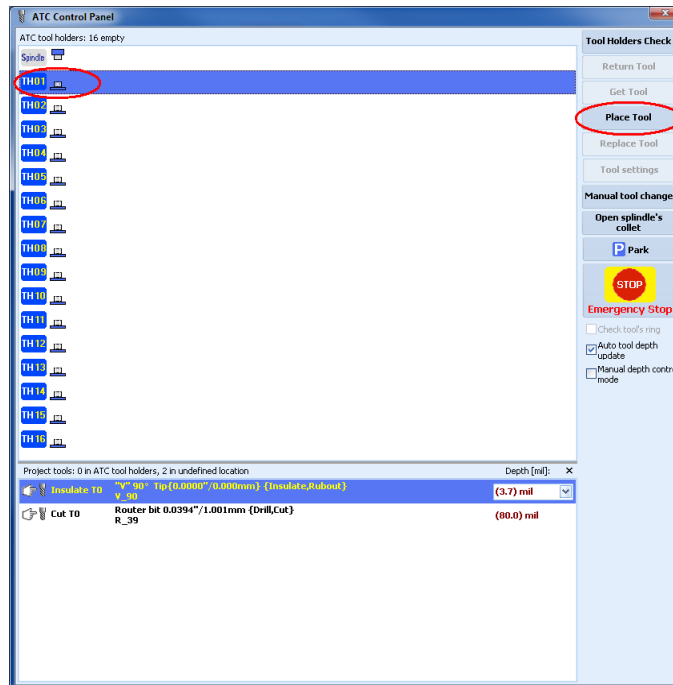 ATC Control Panel
ATC tool holders: 16 empty
Tool Holders Check
Spindle
Return Tool
TH01
Get Tool
TH02
Place Tool
TH03
Replace Tool
TH04
Tool settings
TH05
Manual tool change
TH06
Open splindle's
collet
TH07
P Park
TH08
TH09
STOP
TH10
Emergency Stop
TH11
Check tool's ring
TH12
Auto tool depth
update
TH13
Manual depth contr
mode
TH14
TH15
TH16
Project tools: 0 in ATC tool holders, 2 in undefined location Depth [mil]: ×
Insulate T0 "V" 90° Tip{0.0000"/0.000mm} {Insulate,Rubout} (3.7) mil
V_90
Cut T0 Router bit 0.0394"/1.001mm {Drill,Cut} (80.0) mil
R_39